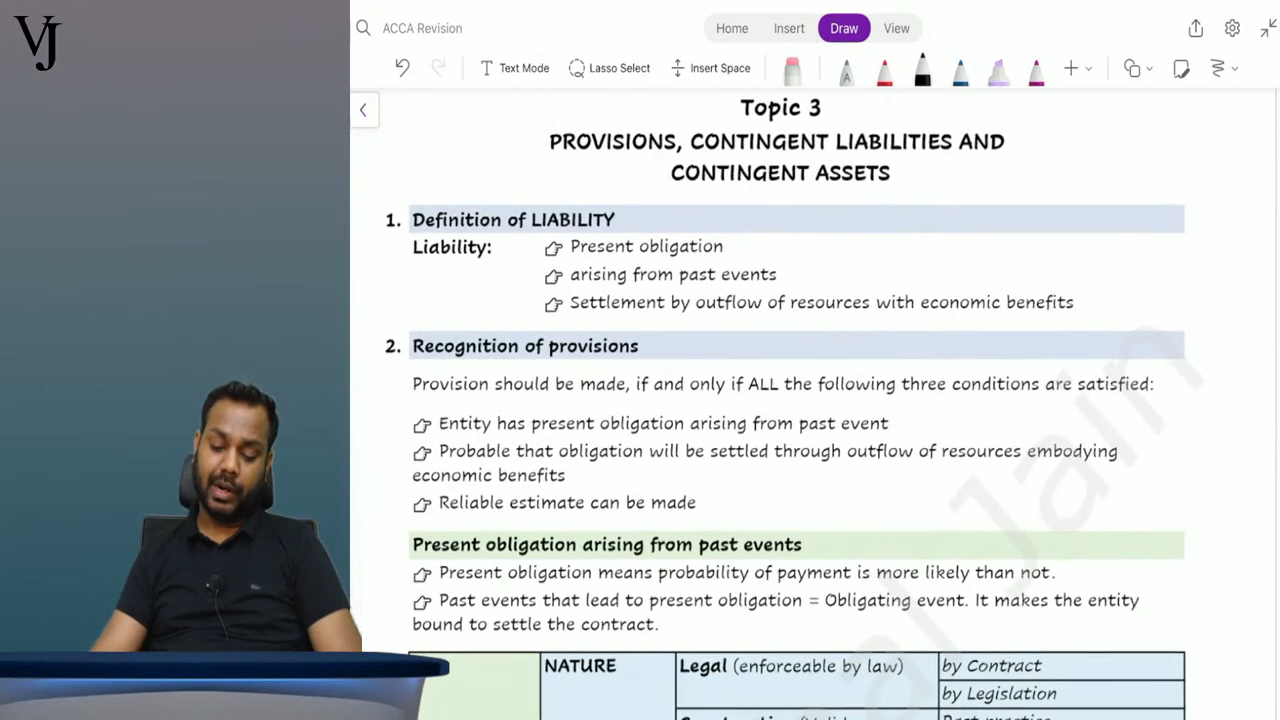 VJ
ACCA Revision
Home Insert Draw View
Text Mode Lasso Select Insert Space
A
Topic 3
PROVISIONS, CONTINGENT LIABILITIES AND
CONTINGENT ASSETS
1. Definition of LIABILITY
Liability: Present obligation
arising from past events
Settlement by outflow of resources with economic benefits
2. Recognition of provisions
Provision should be made, if and only if ALL the following three conditions are satisfied:
Entity has present obligation arising from past event
Probable that obligation will be settled through outflow of resources embodying
economic benefits
Reliable estimate can be made
Present obligation arising from past events
Present obligation means probability of payment is more likely than not.
Past events that lead to present obligation = Obligating event. It makes the entity
bound to settle the contract.
NATURE Legal (enforceable by law) by Contract
by Legislation
Past practice
al Jain